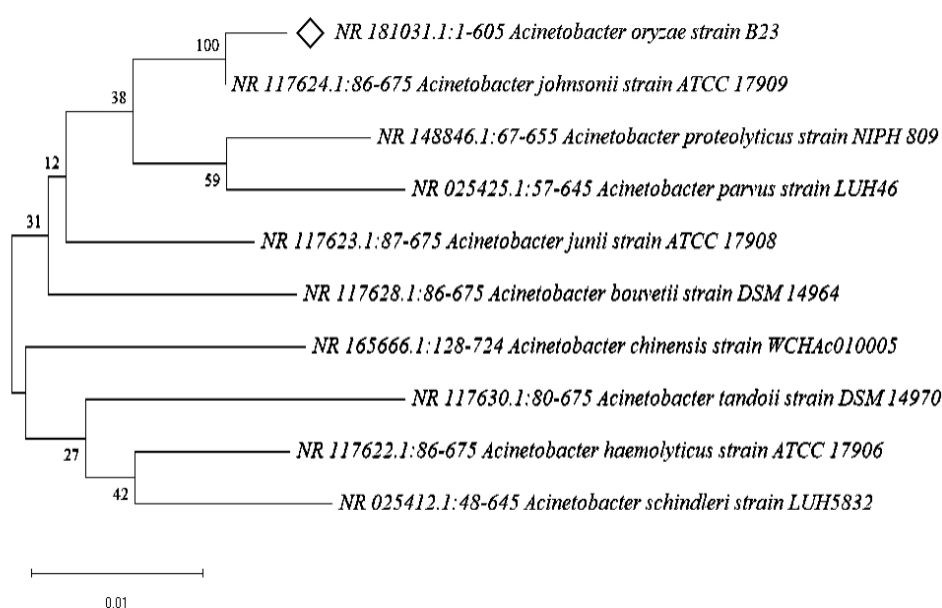 NR 181031.1:1-605 Acinetobacter oryzae strain B23
100
NR 117624.1:86-675 Acinetobacter johnsonii strain ATCC 17909
38
NR 148846.1:67-655 Acinetobacter proteolyticus strain NIPH 809
12
59
NR 025425.1:57-645 Acinetobacter parvus strain LUH46
31
NR 117623.1:87-675 Acinetobacter junii strain ATCC 17908
NR 117628.1:86-675 Acinetobacter bouvetii strain DSM 14964
NR 165666.1:128-724 Acinetobacter chinensis strain WCHAc010005
NR 117630.1:80-675 Acinetobacter tandoii strain DSM 14970
27
NR 117622.1:86-675 Acinetobacter haemolyticus strain ATCC 17906
42
NR 025412.1:48-645 Acinetobacter schindleri strain LUH5832
0.01